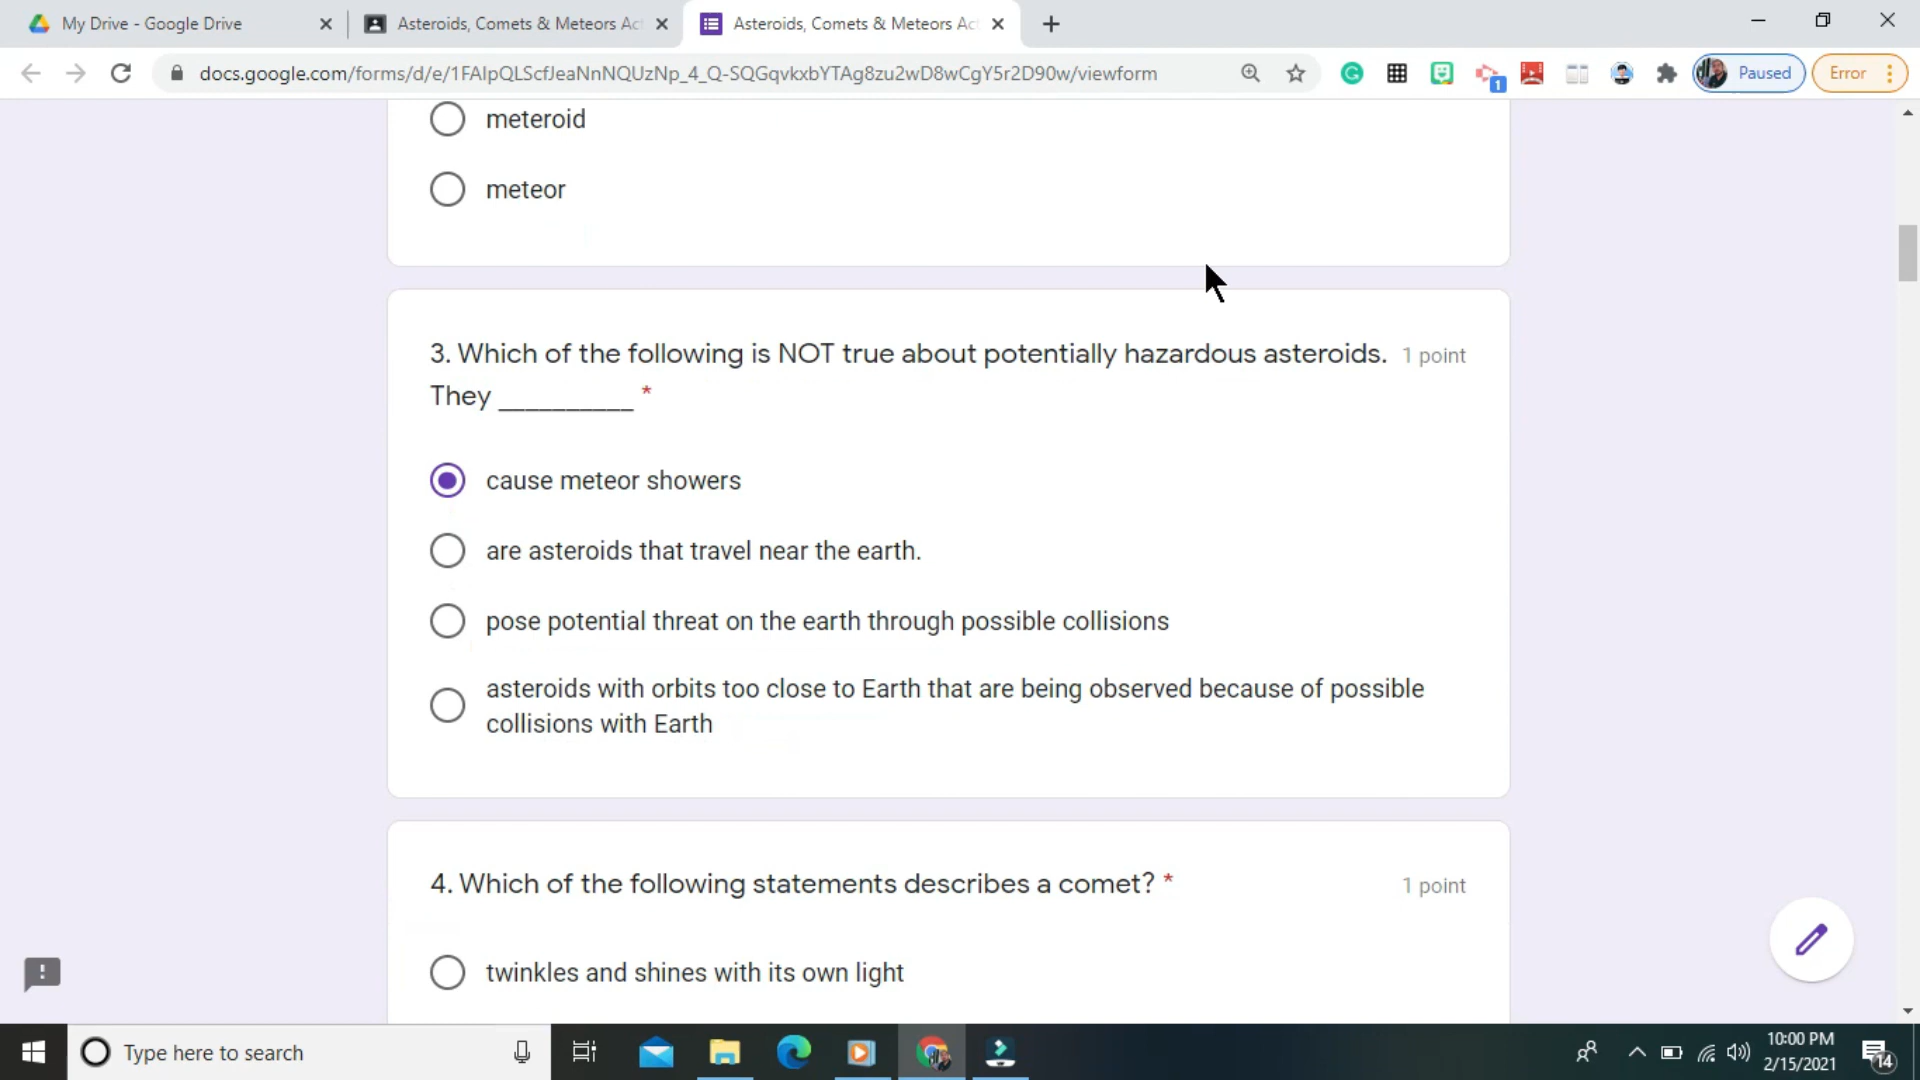 My Drive - Google Drive
Asteroids, Comets & Meteors Ac
Asteroids, Comets & Meteors Ac
docs.google.com/forms/d/e/1FAIpQLScfJeaNnNQUzNp_4_Q-SQGqvkxbYTAg8zu2wD8wCgY5r2D90w/viewform
1
Paused
Error
meteroid
meteor
3. Which of the following is NOT true about potentially hazardous asteroids. 1 point
They __________ *
cause meteor showers
are asteroids that travel near the earth.
pose potential threat on the earth through possible collisions
asteroids with orbits too close to Earth that are being observed because of possible
collisions with Earth
4. Which of the following statements describes a comet? * 1 point
twinkles and shines with its own light
Type here to search
10:00 PM
2/15/2021
14